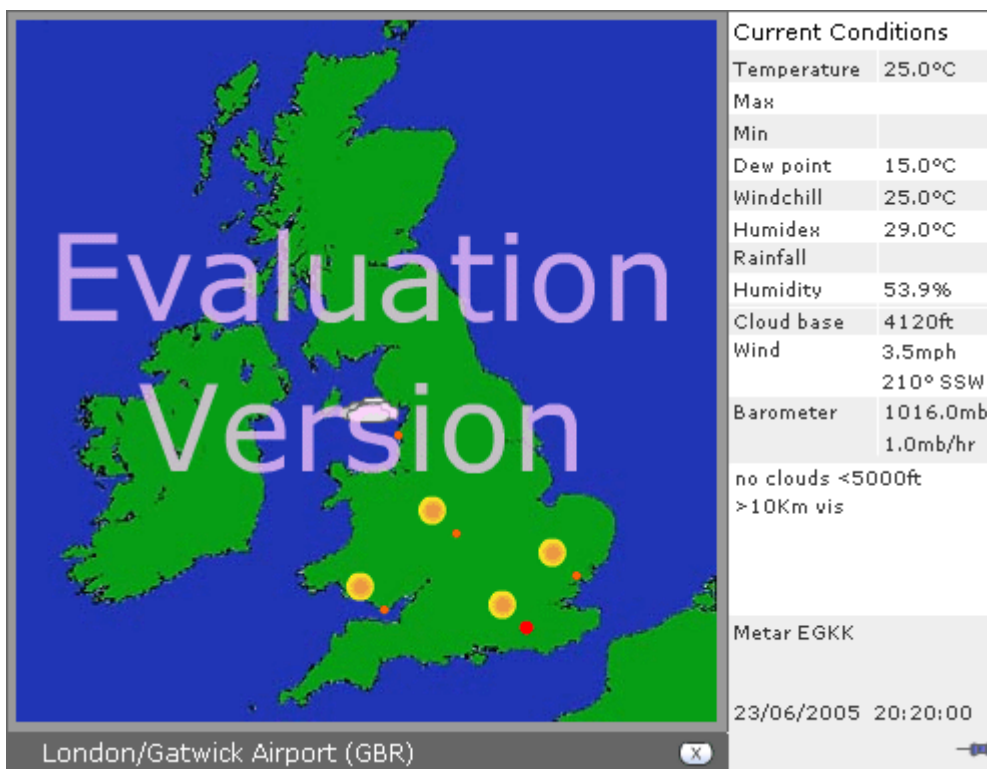 Evaluation
Version
London/Gatwick Airport (GBR)
X
Current Conditions
Temperature 25.0°C
Max
Min
Dew point 15.0°C
Windchill 25.0°C
Humidex 29.0°C
Rainfall
Humidity 53.9%
Cloud base 4120ft
Wind 3.5mph
210° SSW
Barometer 1016.0mb
1.0mb/hr
no clouds <5000ft
>10Km vis
Metar EGKK
23/06/2005 20:20:00